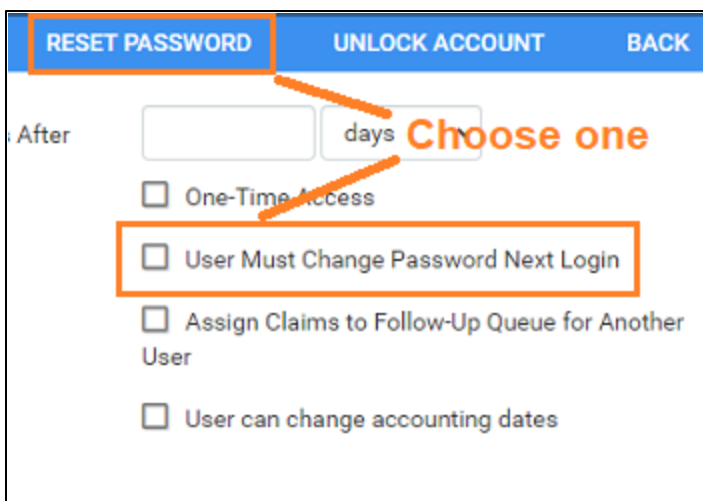 RESET PASSWORD UNLOCK ACCOUNT BACK
After
days
Choose one
One-Time Access
User Must Change Password Next Login
Assign Claims to Follow-Up Queue for Another
User
User can change accounting dates